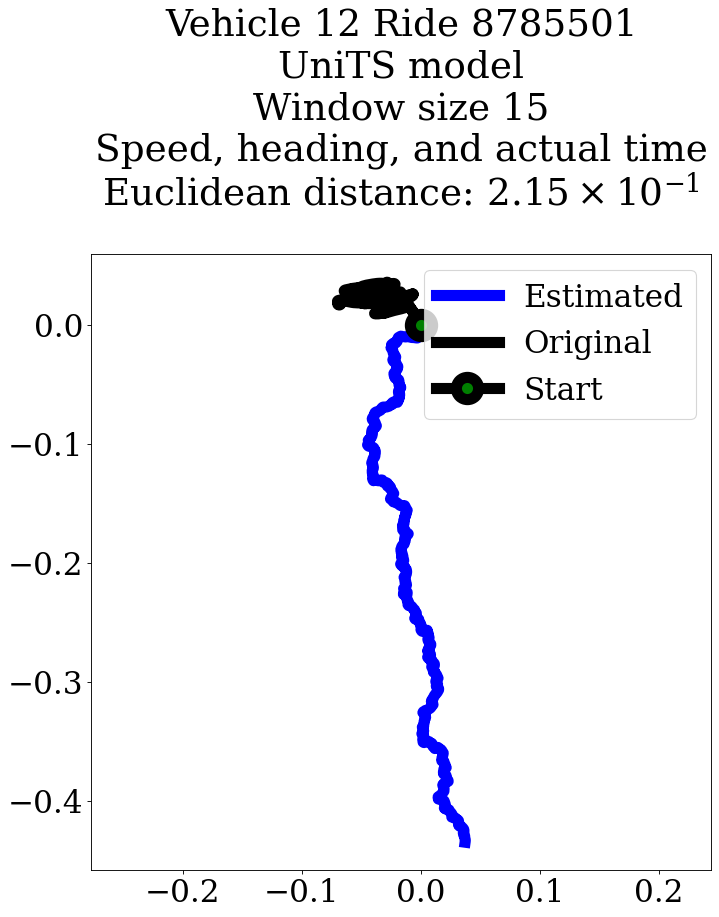 Vehicle 12 Ride 8785501
UniTS model
Window size 15
Speed, heading, and actual time
Euclidean distance: 2.15 × 10⁻¹
Estimated
Original
Start
0.0
−0.1
−0.2
−0.3
−0.4
−0.2 −0.1 0.0 0.1 0.2